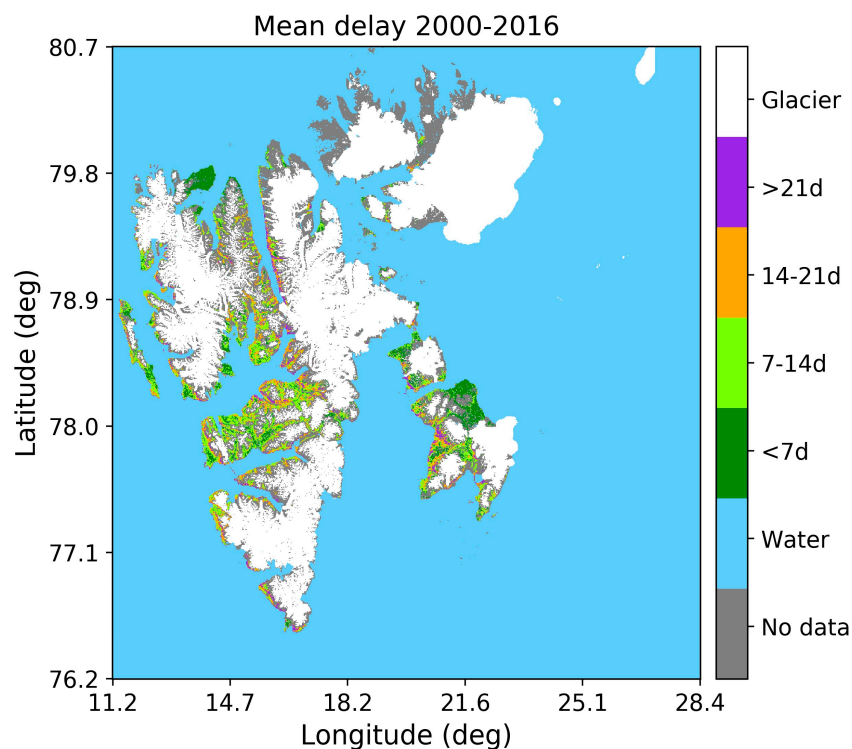 Mean delay 2000-2016
80.7
79.8
78.9
78.0
77.1
76.2
Latitude (deg)
11.2 14.7 18.2 21.6 25.1 28.4
Longitude (deg)
Glacier
>21d
14-21d
7-14d
<7d
Water
No data